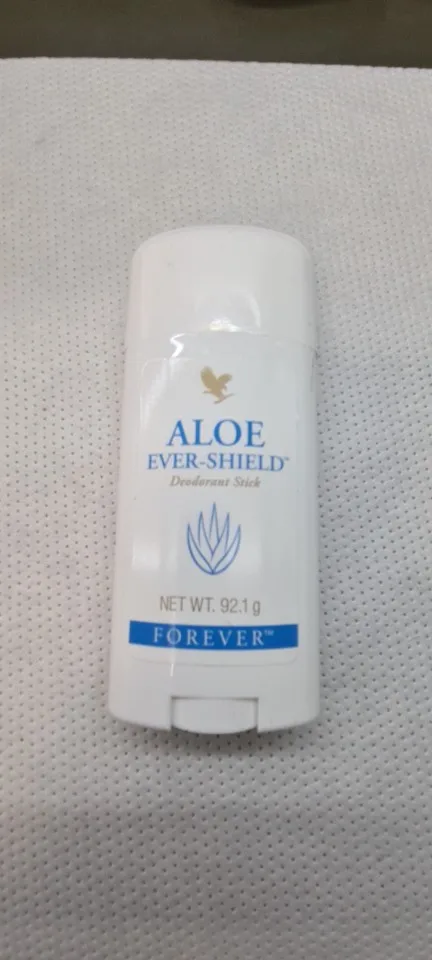 ALOE
EVER-SHIELD™
Deodorant Stick
NET WT. 92.1 g
FOREVER™